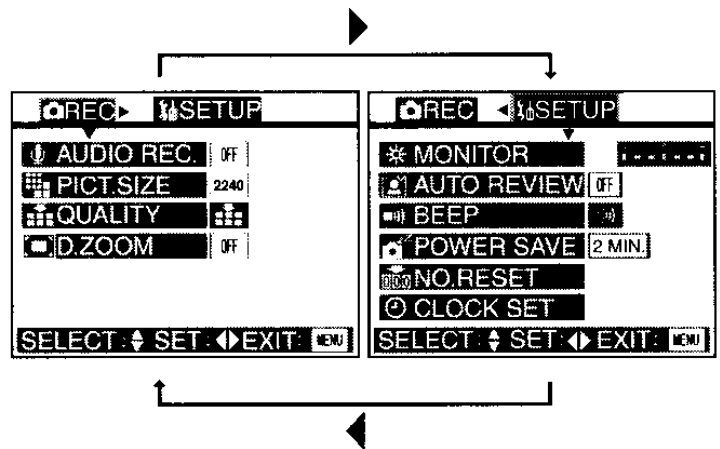 REC SETUP
AUDIO REC. OFF
PICT.SIZE 2240
QUALITY
D.ZOOM OFF
SELECT SET EXIT MENU
REC SETUP
MONITOR
AUTO REVIEW OFF
BEEP
POWER SAVE 2 MIN.
NO.RESET
CLOCK SET
SELECT SET EXIT MENU